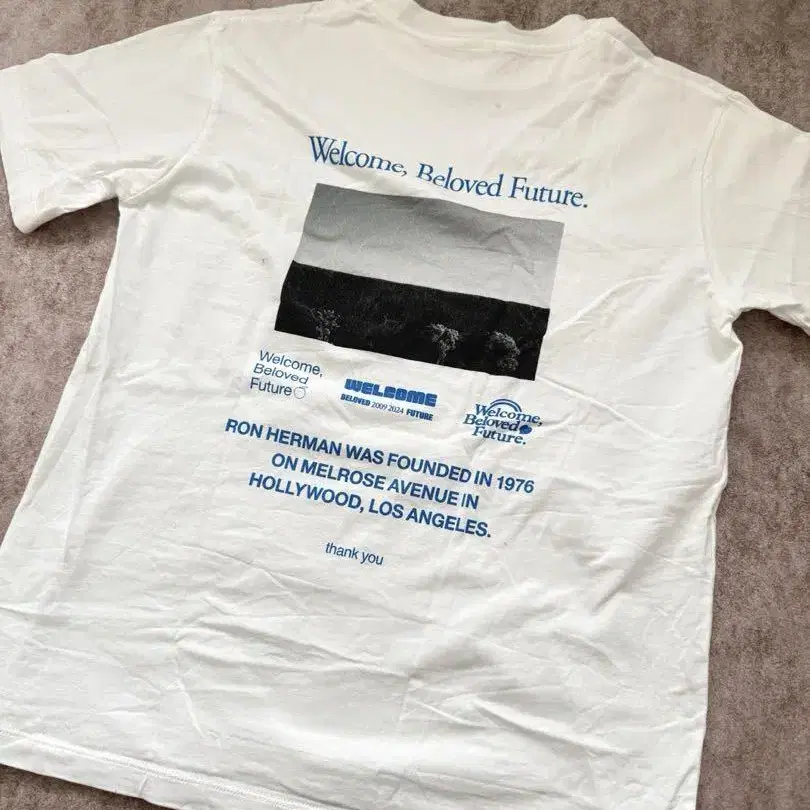 Welcome, Beloved Future.
Welcome,
Beloved
Future
WELCOME
BELOVED 2009 2024 FUTURE
Welcome,
Beloved
Future.
RON HERMAN WAS FOUNDED IN 1976
ON MELROSE AVENUE IN
HOLLYWOOD, LOS ANGELES.
thank you